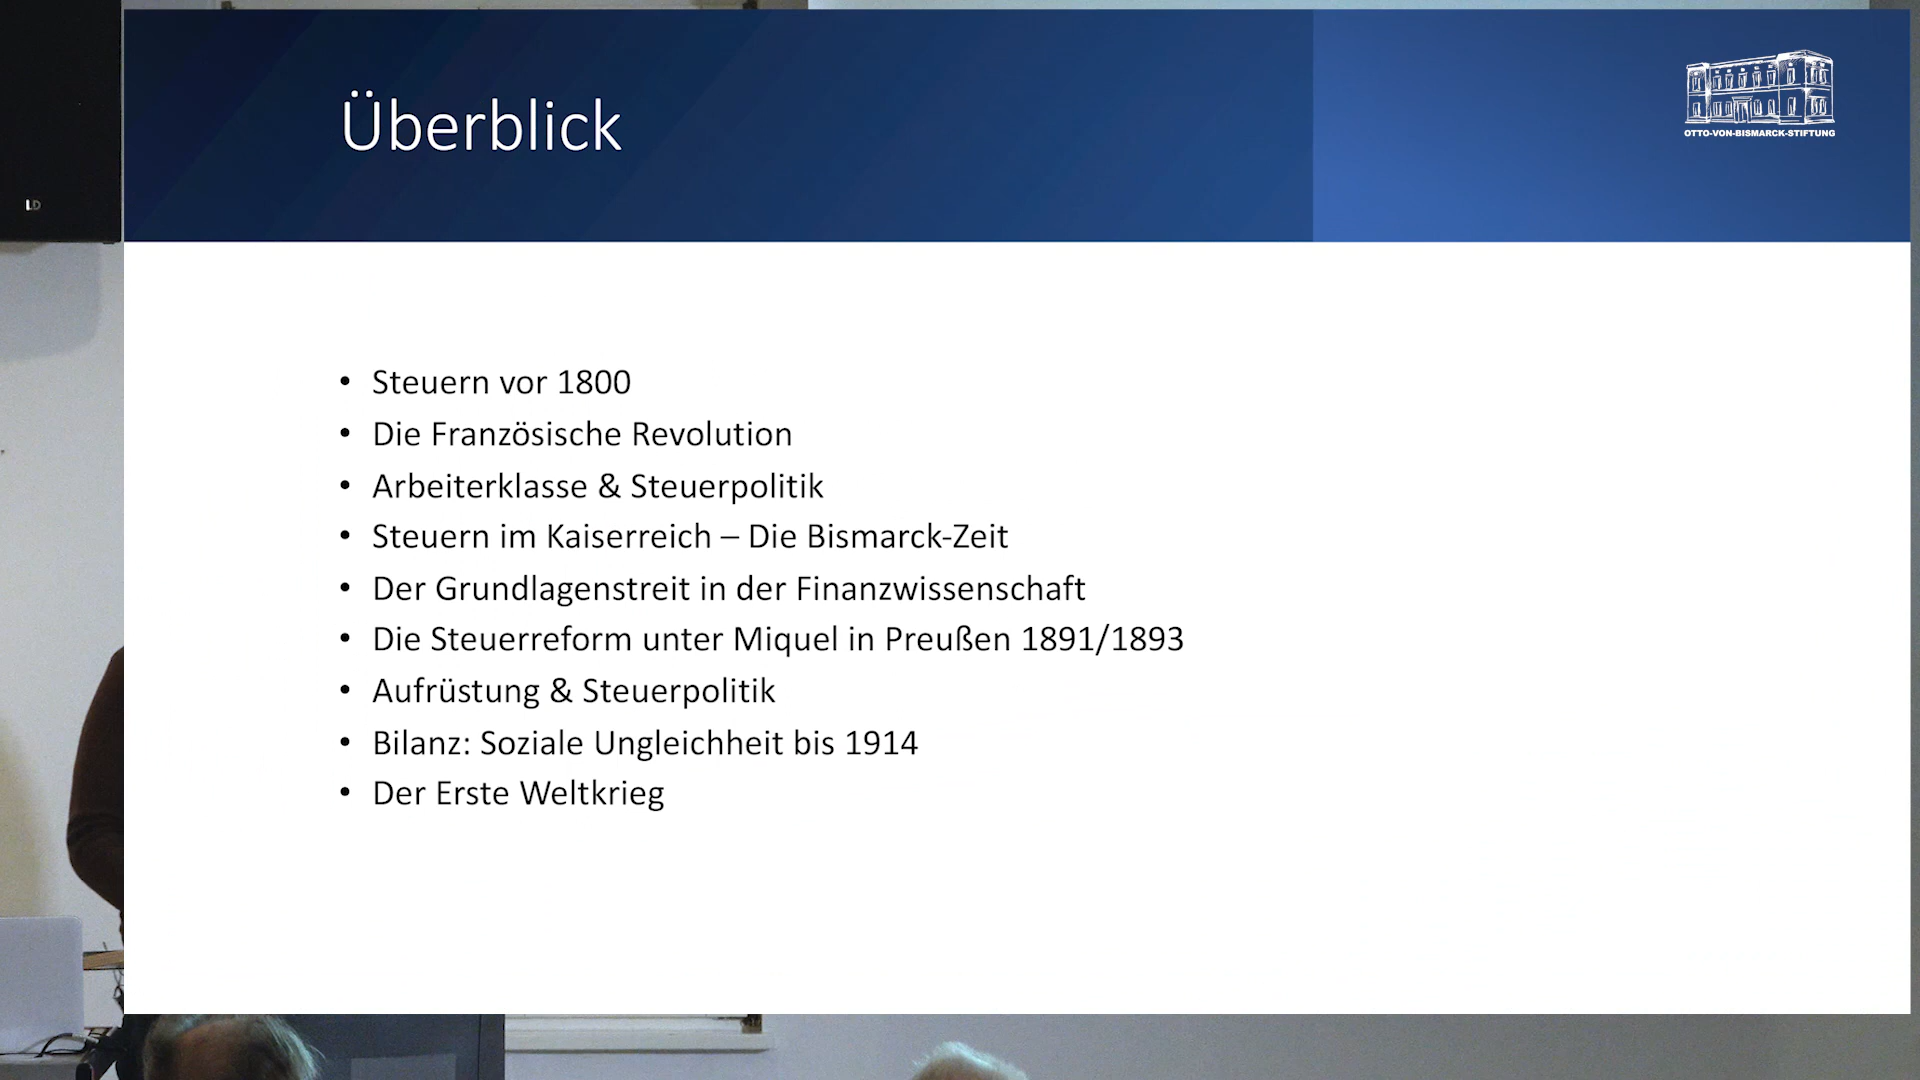 Überblick
OTTO-VON-BISMARCK-STIFTUNG
• Steuern vor 1800
• Die Französische Revolution
• Arbeiterklasse & Steuerpolitik
• Steuern im Kaiserreich – Die Bismarck-Zeit
• Der Grundlagenstreit in der Finanzwissenschaft
• Die Steuerreform unter Miquel in Preußen 1891/1893
• Aufrüstung & Steuerpolitik
• Bilanz: Soziale Ungleichheit bis 1914
• Der Erste Weltkrieg